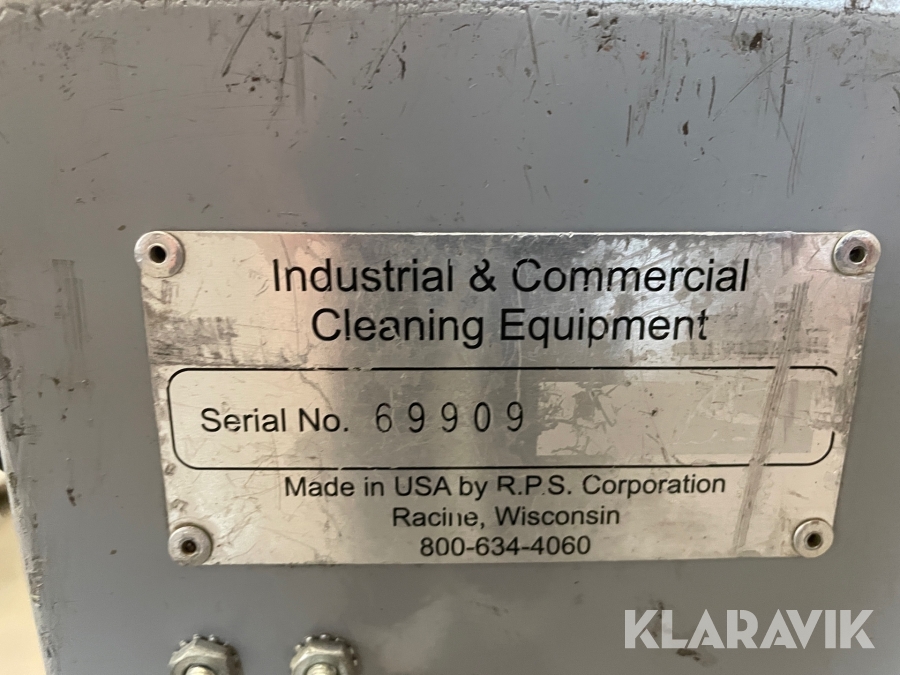 Industrial & Commercial
Cleaning Equipment
Serial No. 69909
Made in USA by R.P.S. Corporation
Racine, Wisconsin
800-634-4060
KLARAVIK